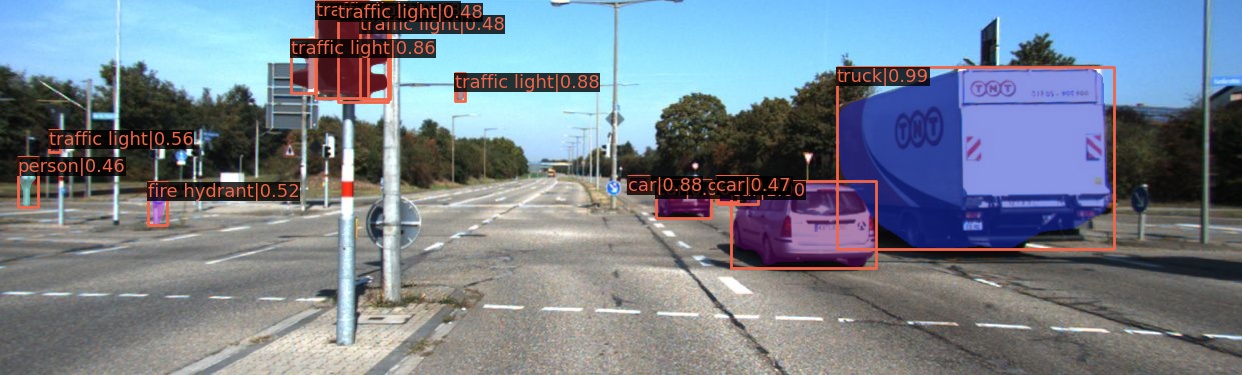 traffic light|0.48
traffic light|0.48
traffic light|0.86
traffic light|0.88
truck|0.99
TNT
TNT
traffic light|0.56
person|0.46
fire hydrant|0.52
car|0.88
car|0.47